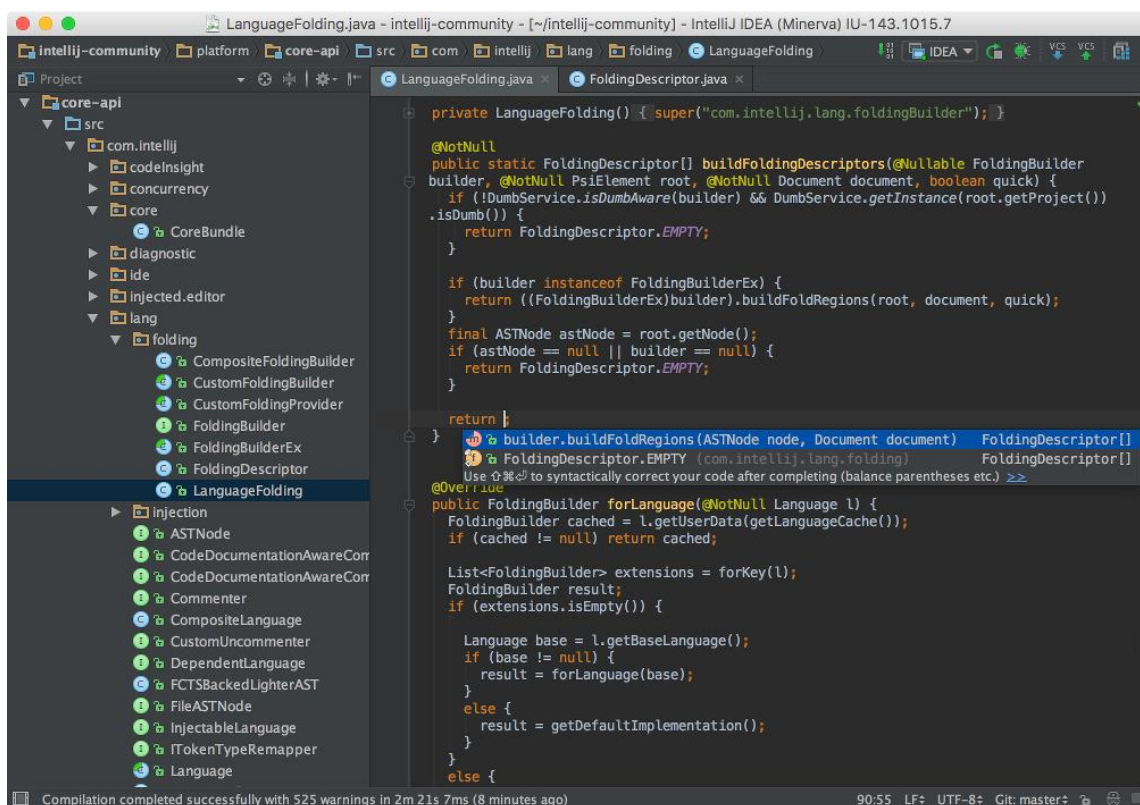 LanguageFolding.java - intellij-community - [~/intellij-community] - IntelliJ IDEA (Minerva) IU-143.1015.7
intellij-community platform core-api src com intellij lang folding LanguageFolding IDEA VCS VCS
Project
LanguageFolding.java
FoldingDescriptor.java
core-api
src
com.intellij
codeInsight
concurrency
core
CoreBundle
diagnostic
ide
injected.editor
lang
folding
CompositeFoldingBuilder
CustomFoldingBuilder
CustomFoldingProvider
FoldingBuilder
FoldingBuilderEx
FoldingDescriptor
LanguageFolding
injection
ASTNode
CodeDocumentationAwareCom
CodeDocumentationAwareCom
Commenter
CompositeLanguage
CustomUncommenter
DependentLanguage
FCTSBackedLighterAST
FileASTNode
InjectableLanguage
ITokenTypeRemapper
Language
private LanguageFolding() { super("com.intellij.lang.foldingBuilder"); }
@NotNull
public static FoldingDescriptor[] buildFoldingDescriptors(@Nullable FoldingBuilder
builder, @NotNull PsiElement root, @NotNull Document document, boolean quick) {
if (!DumbService.isDumbAware(builder) && DumbService.getInstance(root.getProject())
.isDumb()) {
return FoldingDescriptor.EMPTY;
}
if (builder instanceof FoldingBuilderEx) {
return ((FoldingBuilderEx)builder).buildFoldRegions(root, document, quick);
}
final ASTNode astNode = root.getNode();
if (astNode == null || builder == null) {
return FoldingDescriptor.EMPTY;
}
return ;
}
builder.buildFoldRegions(ASTNode node, Document document) FoldingDescriptor[]
FoldingDescriptor.EMPTY (com.intellij.lang.folding) FoldingDescriptor[]
Use ⇧⌘⏎ to syntactically correct your code after completing (balance parentheses etc.) >>
@Override
public FoldingBuilder forLanguage(@NotNull Language l) {
FoldingBuilder cached = l.getUserData(getLanguageCache());
if (cached != null) return cached;
List<FoldingBuilder> extensions = forKey(l);
FoldingBuilder result;
if (extensions.isEmpty()) {
Language base = l.getBaseLanguage();
if (base != null) {
result = forLanguage(base);
}
else {
result = getDefaultImplementation();
}
}
else {
Compilation completed successfully with 525 warnings in 2m 21s 7ms (8 minutes ago)
90:55 LF UTF-8 Git: master